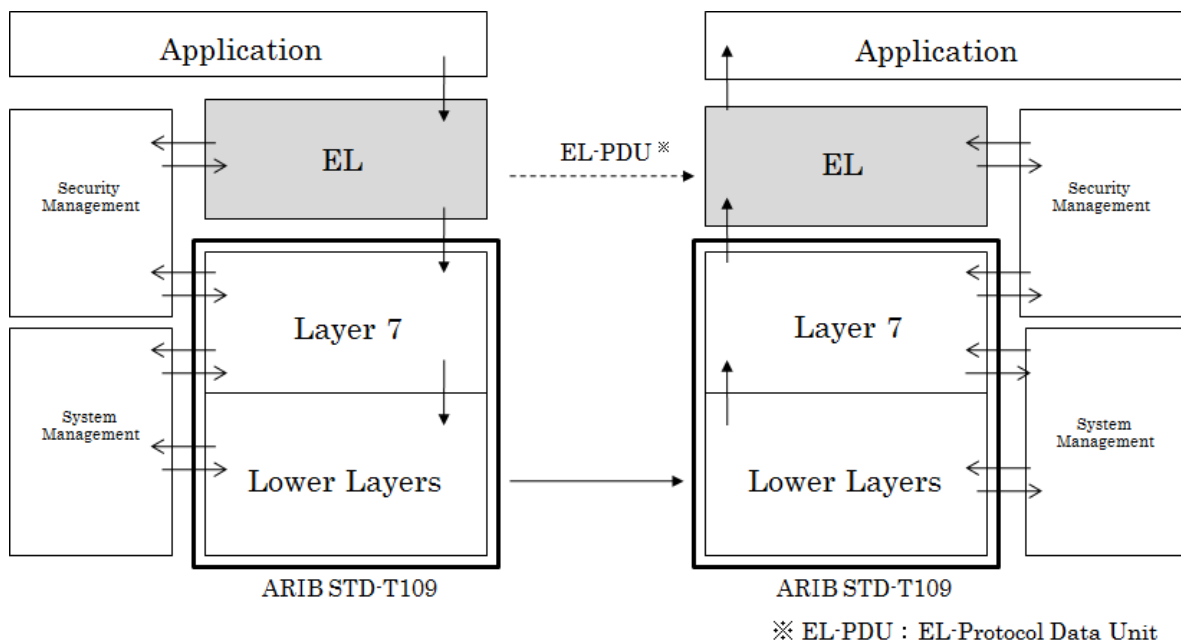 Application
Application
EL
EL-PDU ※
EL
Security
Management
Security
Management
Layer 7
Layer 7
System
Management
System
Management
Lower Layers
Lower Layers
ARIB STD-T109
ARIB STD-T109
※ EL-PDU : EL-Protocol Data Unit